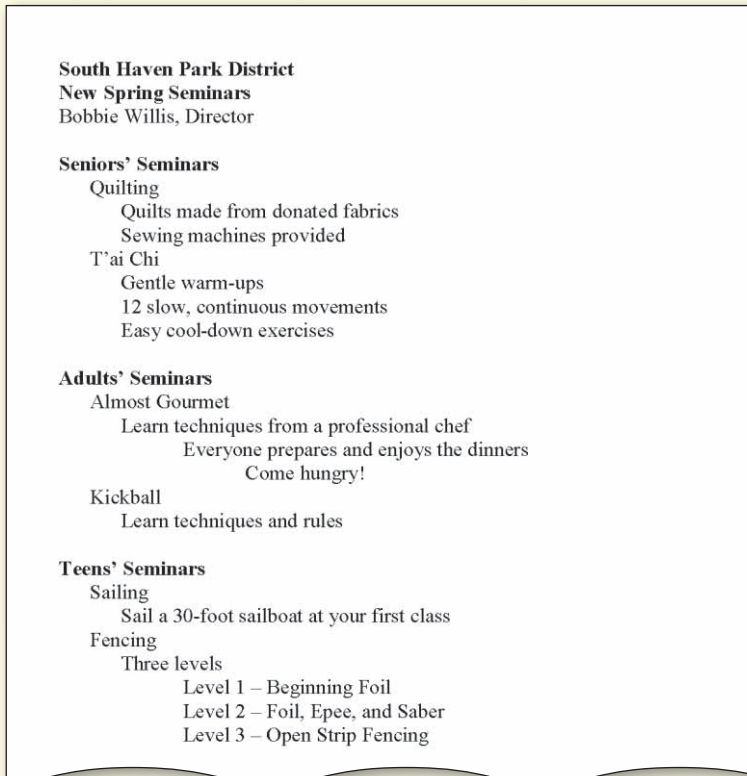 South Haven Park District
New Spring Seminars
Bobbie Willis, Director
Seniors’ Seminars
Quilting
Quilts made from donated fabrics
Sewing machines provided
T’ai Chi
Gentle warm-ups
12 slow, continuous movements
Easy cool-down exercises
Adults’ Seminars
Almost Gourmet
Learn techniques from a professional chef
Everyone prepares and enjoys the dinners
Come hungry!
Kickball
Learn techniques and rules
Teens’ Seminars
Sailing
Sail a 30-foot sailboat at your first class
Fencing
Three levels
Level 1 – Beginning Foil
Level 2 – Foil, Epee, and Saber
Level 3 – Open Strip Fencing